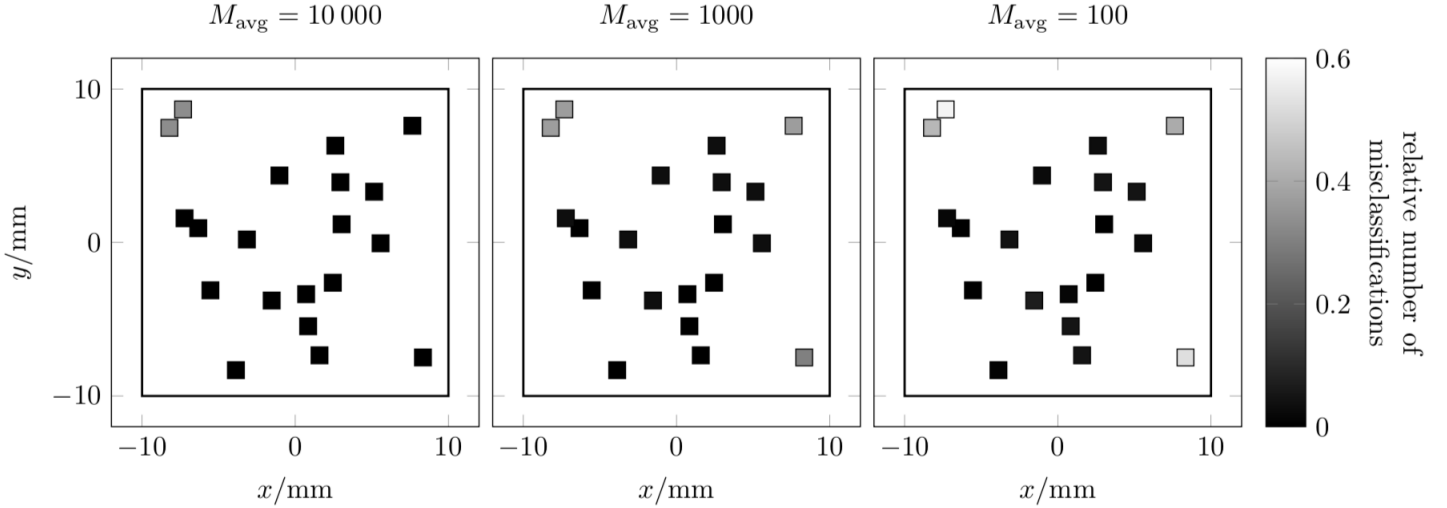 M_avg = 10 000
M_avg = 1000
M_avg = 100
10
0
−10
y/mm
−10 0 10
−10 0 10
−10 0 10
x/mm
x/mm
x/mm
0.6
0.4
0.2
0
relative number of
misclassifications